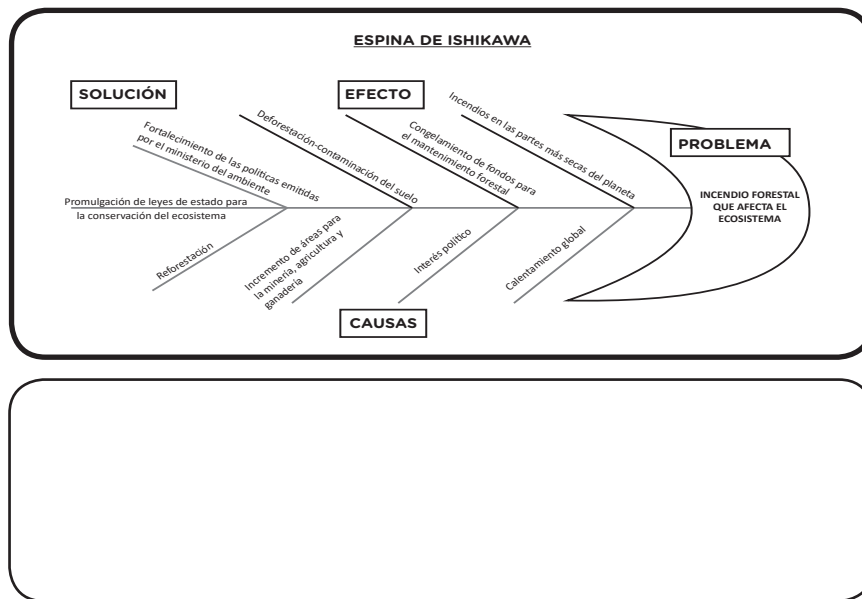 ESPINA DE ISHIKAWA
SOLUCIÓN
EFECTO
PROBLEMA
Fortalecimiento de las políticas emitidas
por el ministerio del ambiente
Deforestación-contaminación del suelo
Congelamiento de fondos para
el mantenimiento forestal
Incendios en las partes más secas del planeta
Promulgación de leyes de estado para
la conservación del ecosistema
INCENDIO FORESTAL
QUE AFECTA EL
ECOSISTEMA
Reforestación
Incremento de áreas para
la minería, agricultura y
ganadería
Interés político
Calentamiento global
CAUSAS